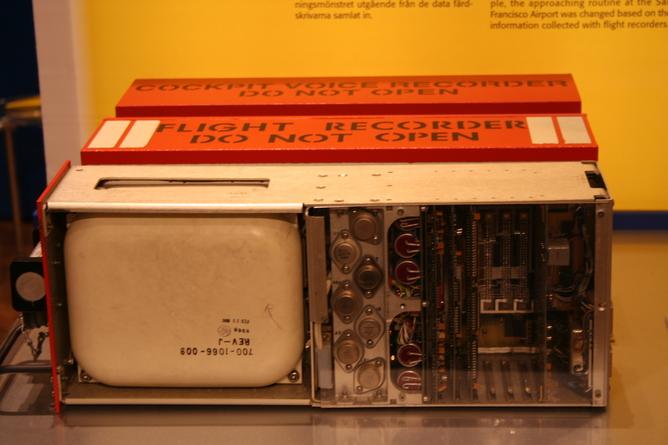 ningsmönstret utgående från de data färd-
skrivarna samlat in.
ple, the approaching routine at the Sa
Francisco Airport was changed based on th
information collected with flight recorders
COCKPIT VOICE RECORDER
DO NOT OPEN
FLIGHT RECORDER
DO NOT OPEN
700-1066-009
REV-J